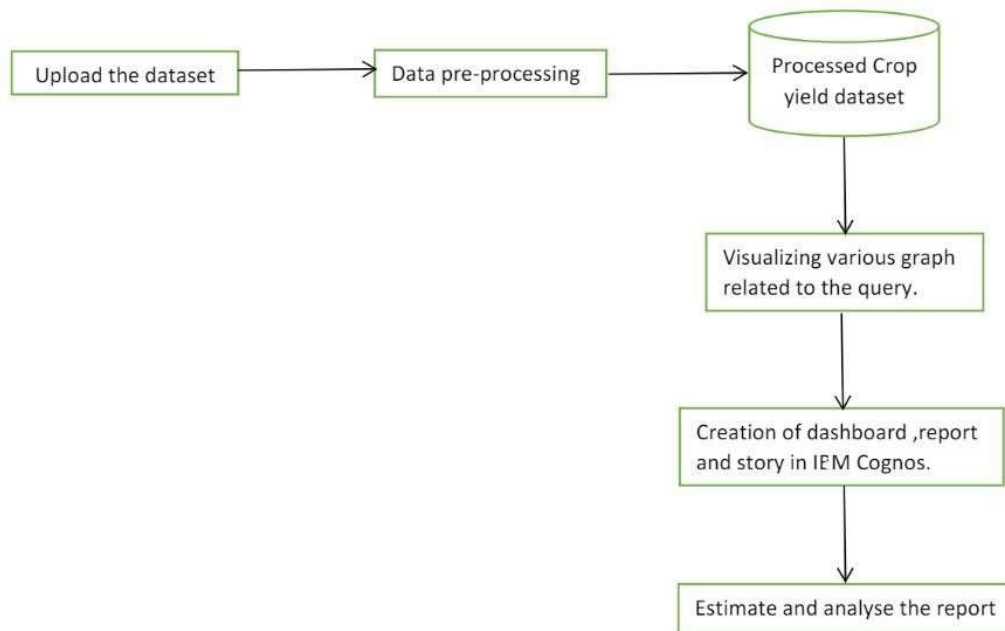 Upload the dataset
Data pre-processing
Processed Crop
yield dataset
Visualizing various graph
related to the query.
Creation of dashboard ,report
and story in IBM Cognos.
Estimate and analyse the report